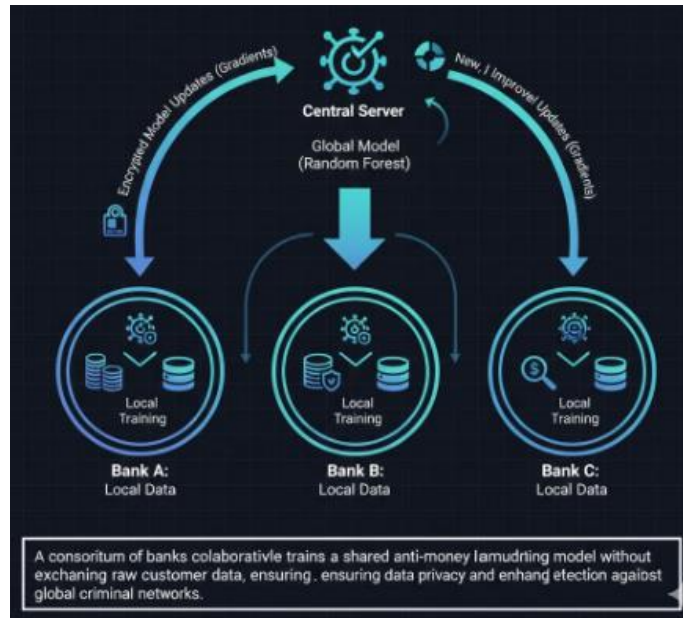 Encrypted Model Updates (Gradients)
New, I Improve! Updates (Gradients)
Central Server
Global Model
(Random Forest)
$
Local
Training
Local
Training
Local
Training
Bank A:
Local Data
Bank B:
Local Data
Bank C:
Local Data
A consoritum of banks colaborativle trains a shared anti-money lamudrting model without
exchaning raw customer data, ensuring . ensuring data privacy and enhang etection against
global criminal networks.